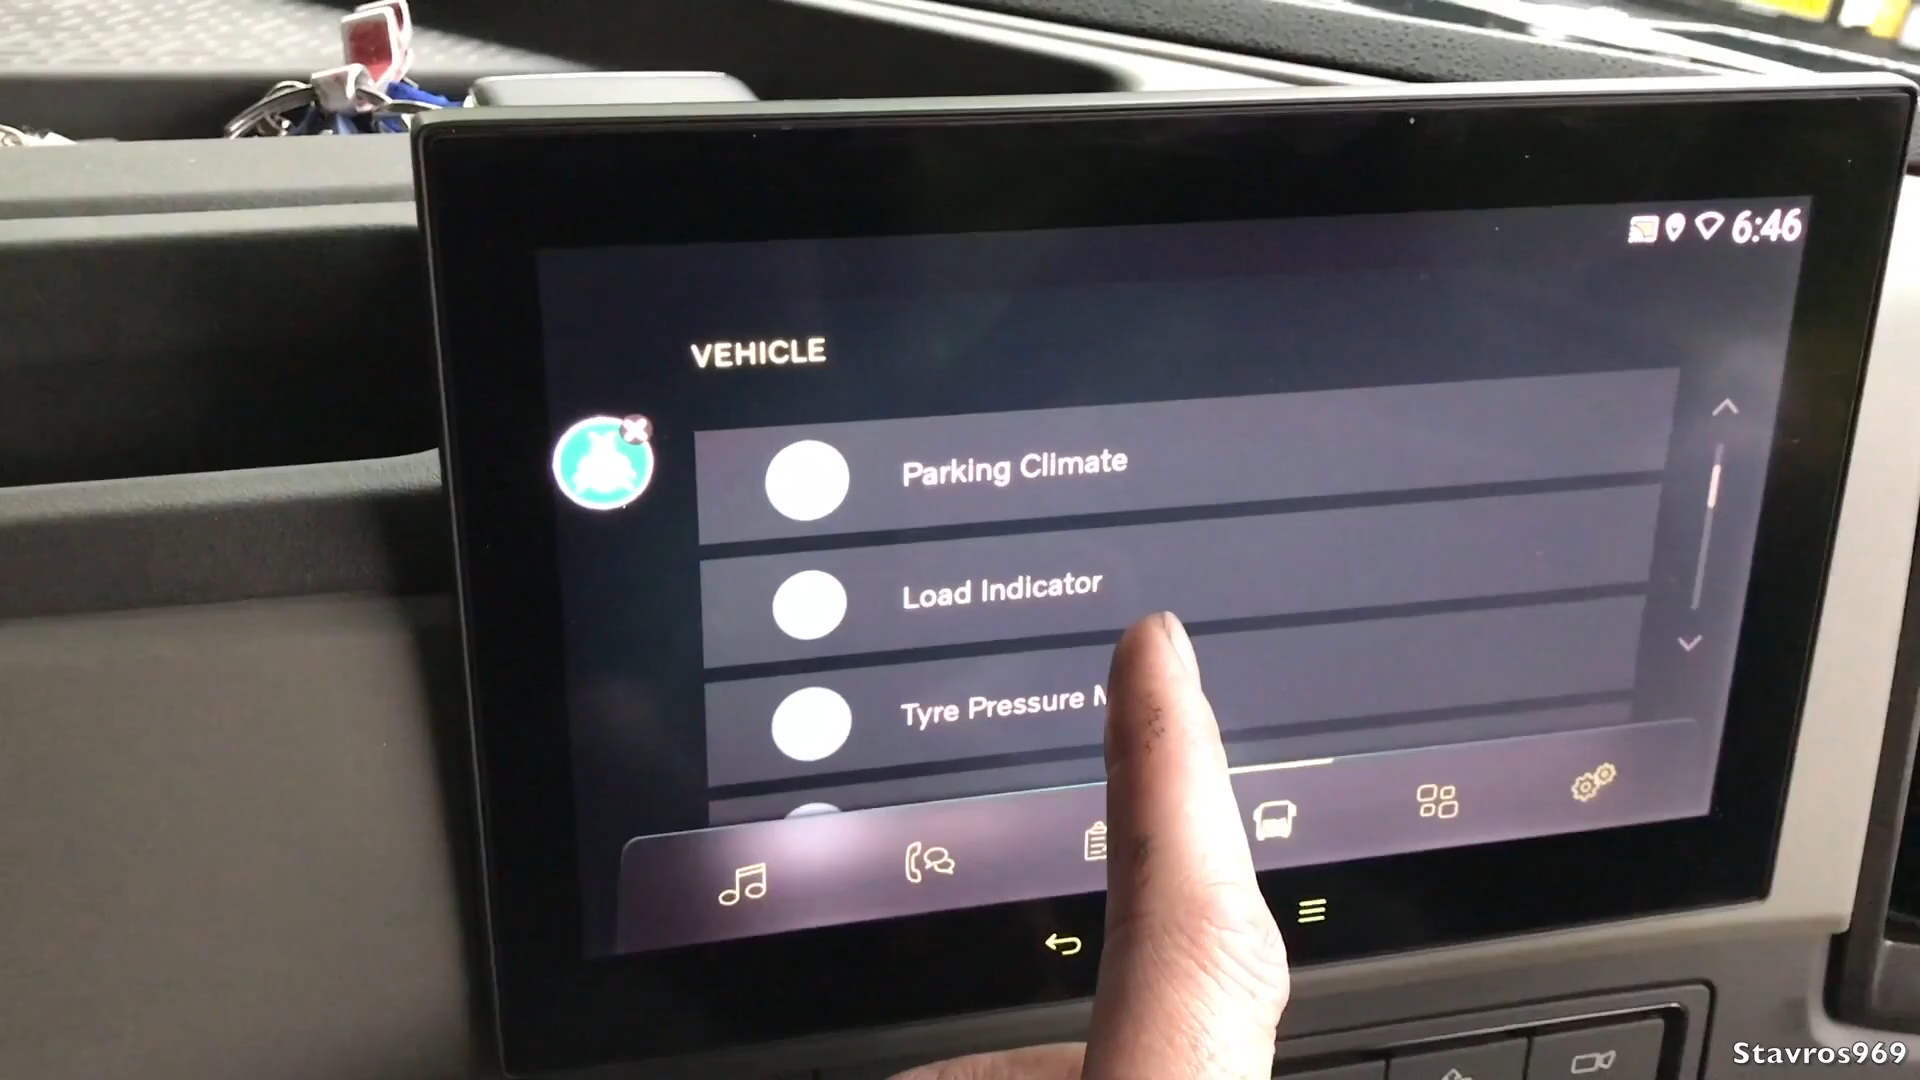 6:46
VEHICLE
Parking Climate
Load Indicator
Tyre Pressure
Stavros969